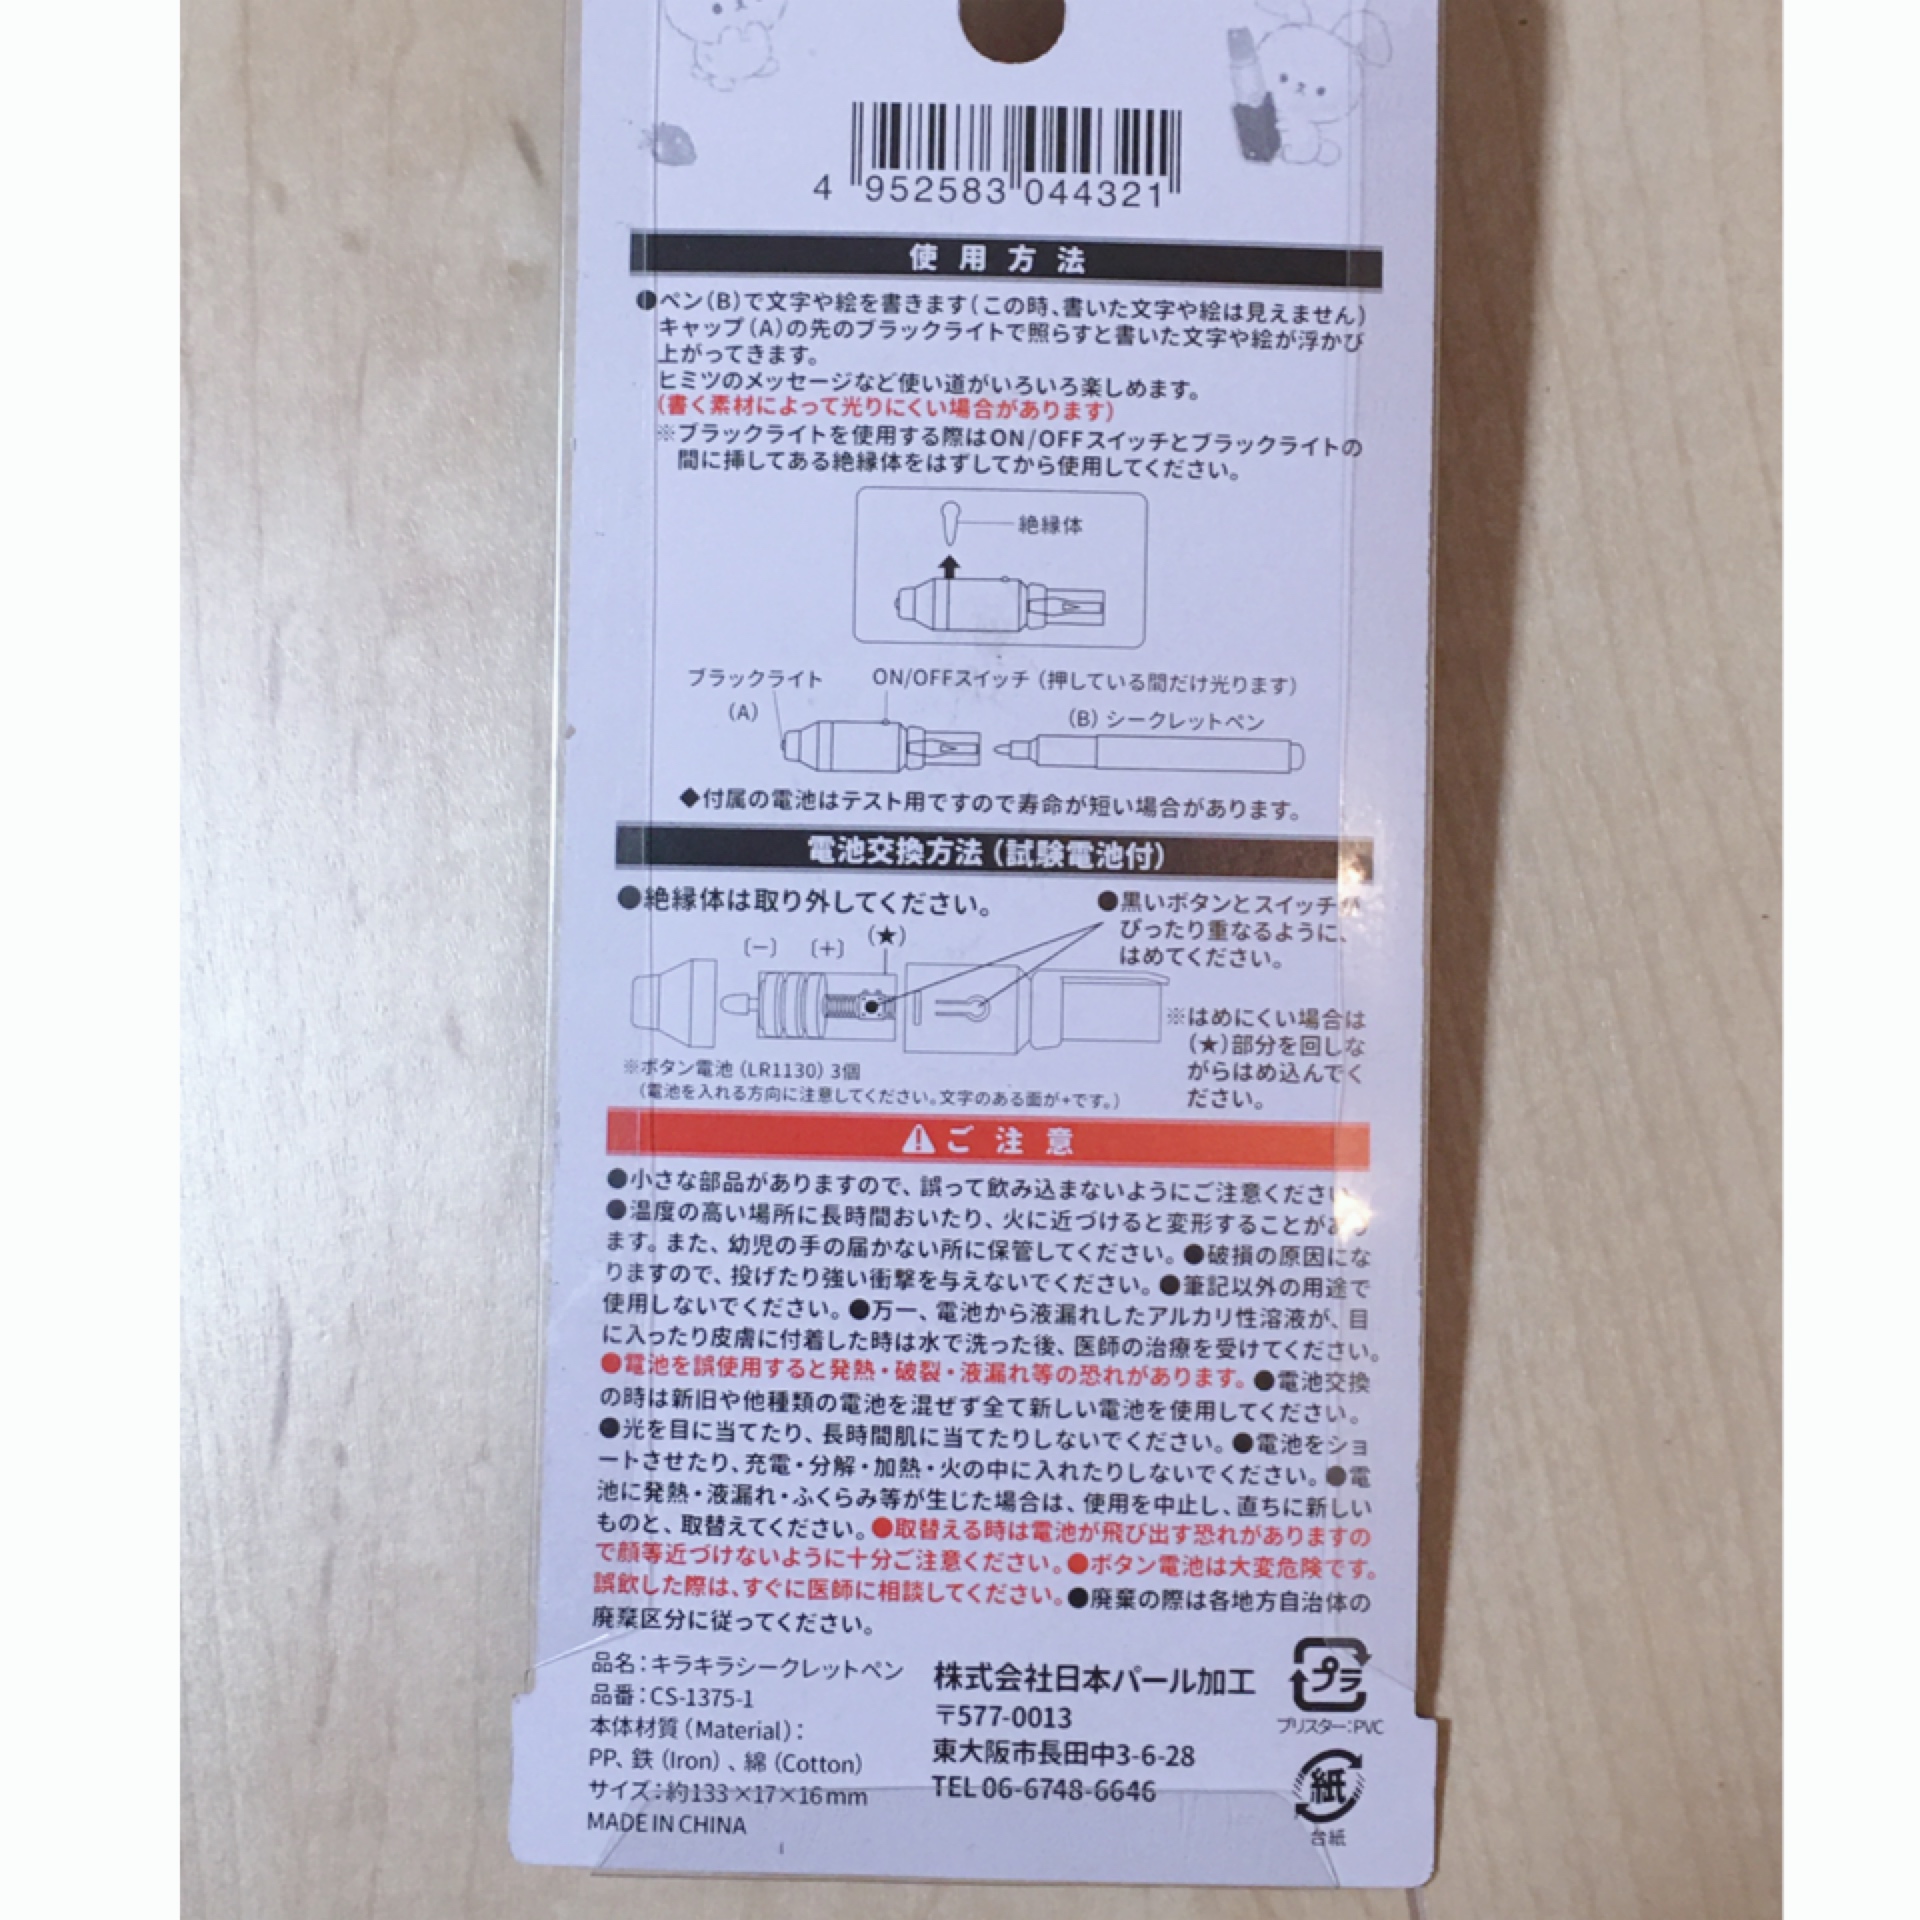 4 952583 044321
使用方法
●ペン(B)で文字や絵を書きます(この時、書いた文字や絵は見えません)
キャップ(A)の先のブラックライトで照らすと書いた文字や絵が浮かび
上がってきます。
ヒミツのメッセージなど使い道がいろいろ楽しめます。
(書く素材によって光りにくい場合があります)
※ブラックライトを使用する際はON/OFFスイッチとブラックライトの
間に挿してある絶縁体をはずしてから使用してください。
絶縁体
ブラックライト
ON/OFFスイッチ(押している間だけ光ります)
(A)
(B)シークレットペン
◆付属の電池はテスト用ですので寿命が短い場合があります。
電池交換方法(試験電池付)
●絶縁体は取り外してください。
●黒いボタンとスイッチが
ぴったり重なるように、
はめてください。
〔−〕 〔+〕 (★)
※はめにくい場合は
(★)部分を回しな
がらはめ込んでく
ださい。
※ボタン電池(LR1130)3個
(電池を入れる方向に注意してください。文字のある面が+です。)
⚠ご注意
●小さな部品がありますので、誤って飲み込まないようにご注意ください
●温度の高い場所に長時間おいたり、火に近づけると変形することがあり
ます。また、幼児の手の届かない所に保管してください。●破損の原因にな
りますので、投げたり強い衝撃を与えないでください。●筆記以外の用途で
使用しないでください。●万一、電池から液漏れしたアルカリ性溶液が、目
に入ったり皮膚に付着した時は水で洗った後、医師の治療を受けてください。
●電池を誤使用すると発熱・破裂・液漏れ等の恐れがあります。●電池交換
の時は新旧や他種類の電池を混ぜず全て新しい電池を使用してください。
●光を目に当てたり、長時間肌に当てたりしないでください。●電池をショ
ートさせたり、充電・分解・加熱・火の中に入れたりしないでください。●電
池に発熱・液漏れ・ふくらみ等が生じた場合は、使用を中止し、直ちに新しい
ものと、取替えてください。●取替える時は電池が飛び出す恐れがありますの
で顔等近づけないように十分ご注意ください。●ボタン電池は大変危険です。
誤飲した際は、すぐに医師に相談してください。●廃棄の際は各地方自治体の
廃棄区分に従ってください。
品名:キラキラシークレットペン
品番:CS-1375-1
本体材質(Material):
PP、鉄(Iron)、綿(Cotton)
サイズ:約133×17×16mm
MADE IN CHINA
株式会社日本パール加工
〒577-0013
東大阪市長田中3-6-28
TEL 06-6748-6646
プラ
ブリスター:PVC
紙
台紙